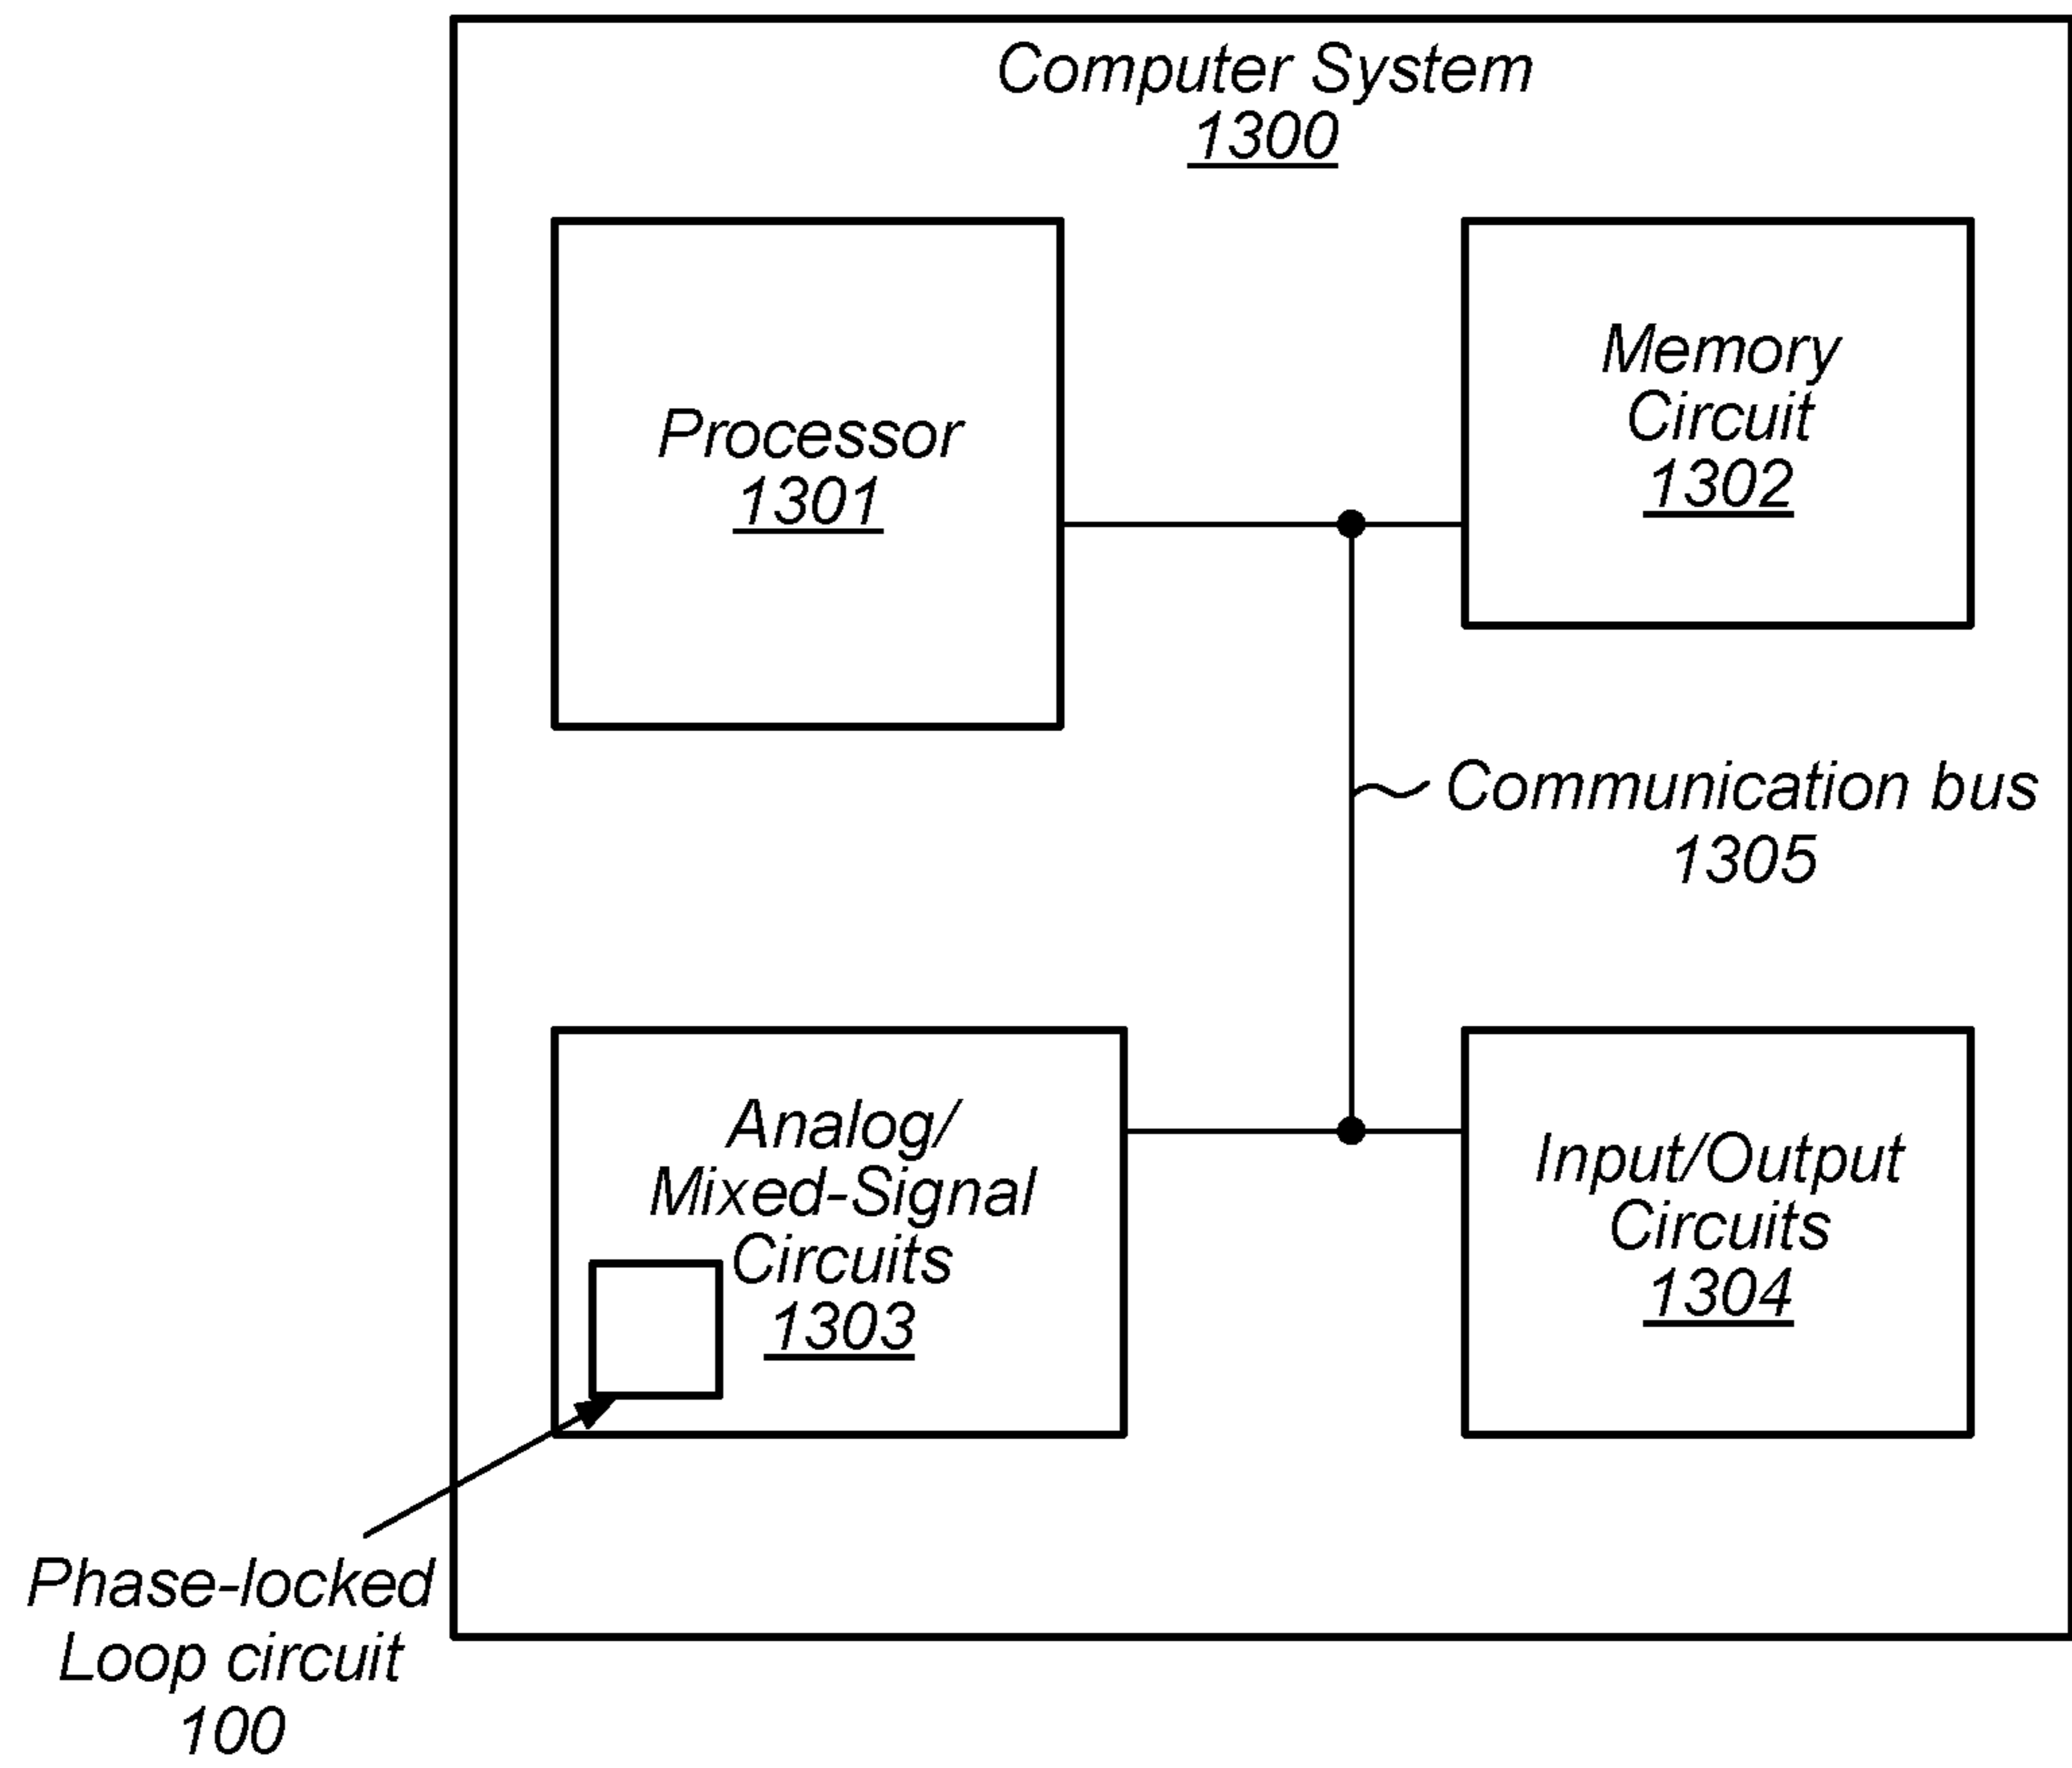 Computer System
1300
Processor
1301
Memory
Circuit
1302
Communication bus
1305
Analog/
Mixed-Signal
Circuits
1303
Input/Output
Circuits
1304
Phase-locked
Loop circuit
100